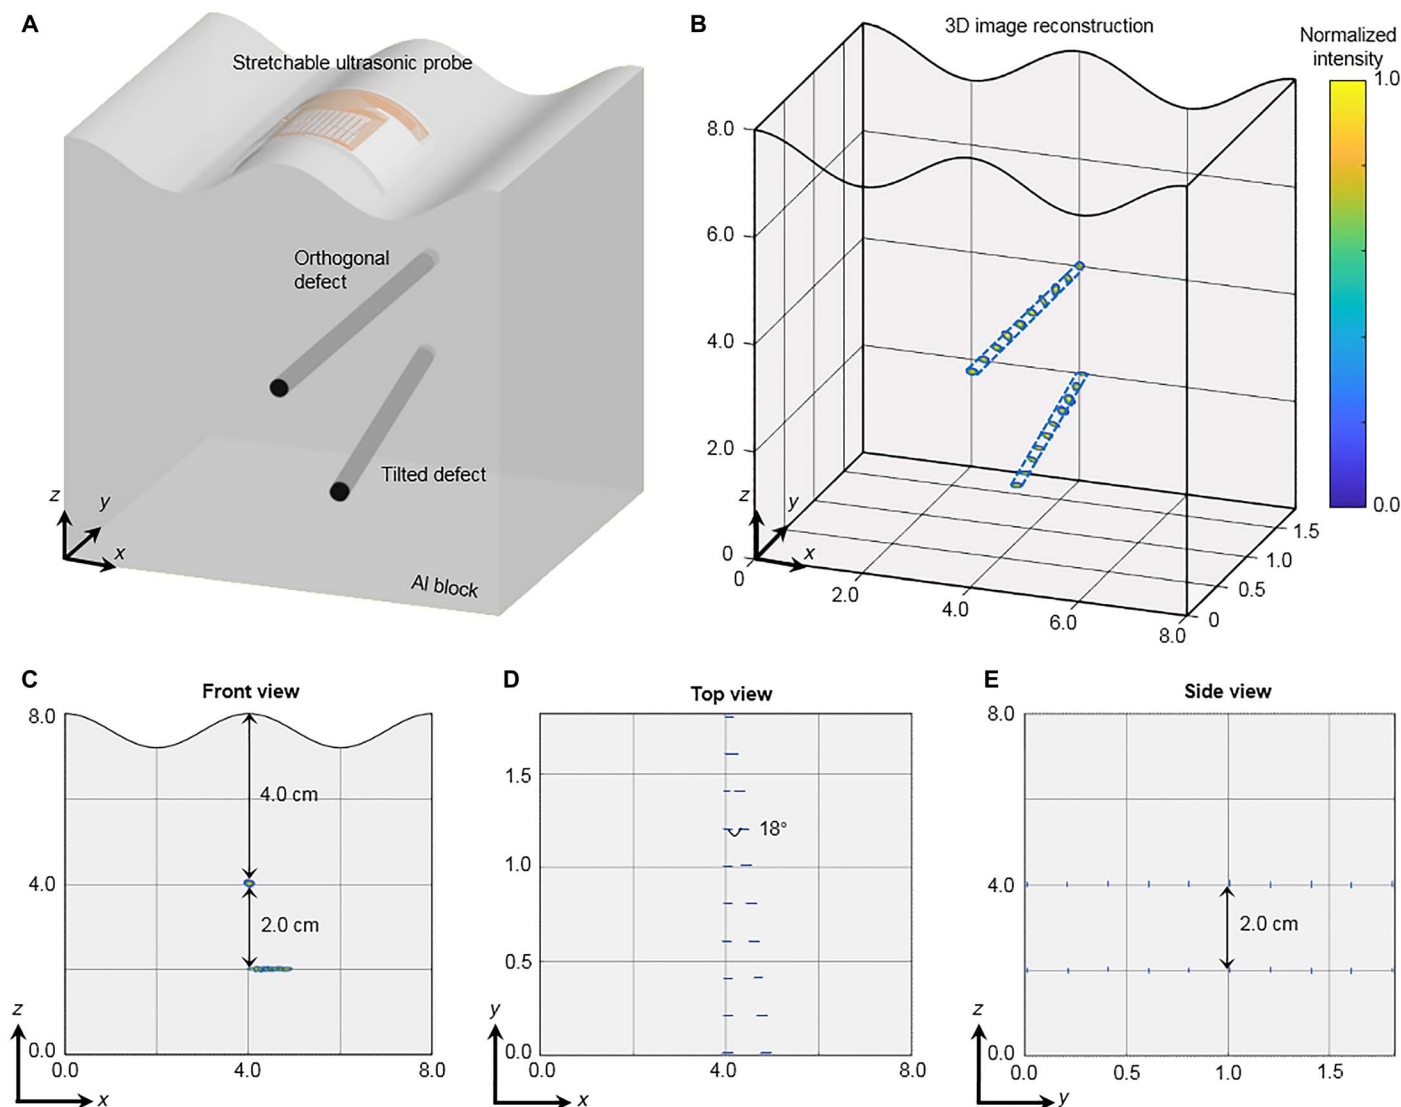 A
Stretchable ultrasonic probe
Orthogonal
defect
Tilted defect
z
y
x
Al block
B
3D image reconstruction
Normalized
intensity
1.0
0.0
8.0
6.0
4.0
2.0
0
z
y
x
0
2.0
4.0
6.0
8.0
0
0.5
1.0
1.5
C
Front view
8.0
4.0 cm
4.0
2.0 cm
z
0.0
0.0
4.0
8.0
x
D
Top view
1.5
18°
1.0
0.5
y
0.0
0.0
4.0
8.0
x
E
Side view
8.0
4.0
2.0 cm
z
0.0
0.0
0.5
1.0
1.5
y